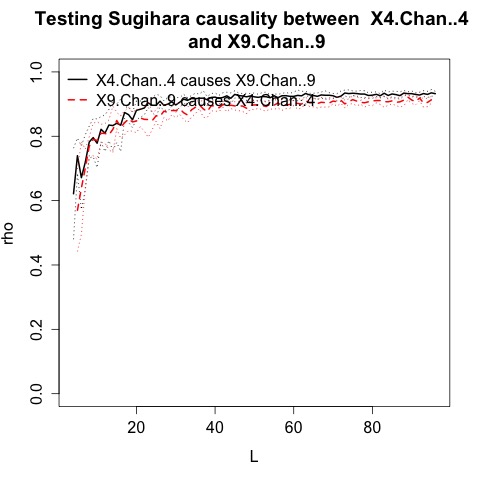 Testing Sugihara causality between X4.Chan..4
and X9.Chan..9
X4.Chan..4 causes X9.Chan..9
X9.Chan..9 causes X4.Chan..4
rho
1.0
0.8
0.6
0.4
0.2
0.0
20 40 60 80
L